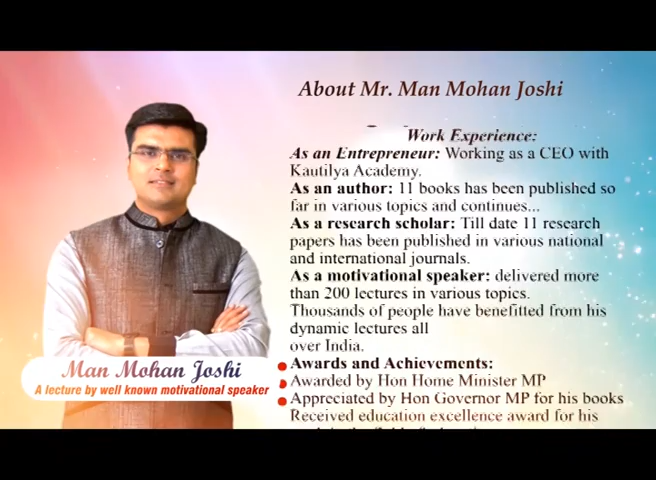 About Mr. Man Mohan Joshi
Work Experience:
As an Entrepreneur: Working as a CEO with
Kautilya Academy.
As an author: 11 books has been published so
far in various topics and continues...
As a research scholar: Till date 11 research
papers has been published in various national
and international journals.
As a motivational speaker: delivered more
than 200 lectures in various topics.
Thousands of people have benefitted from his
dynamic lectures all
over India.
Awards and Achievements:
Awarded by Hon Home Minister MP
Appreciated by Hon Governor MP for his books
Received education excellence award for his
Man Mohan Joshi
A lecture by well known motivational speaker